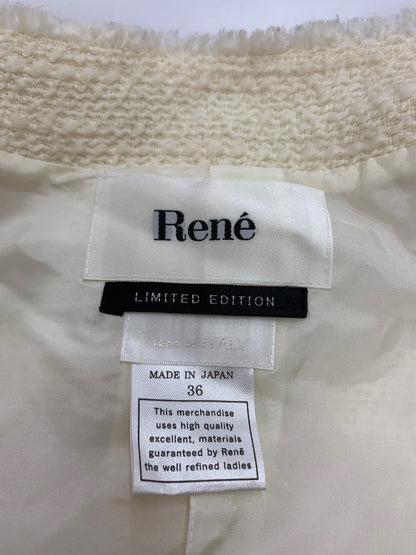 René
LIMITED EDITION
ITALY
MADE IN JAPAN
36
This merchandise
uses high quality
excellent, materials
guaranteed by René
the well refined ladies